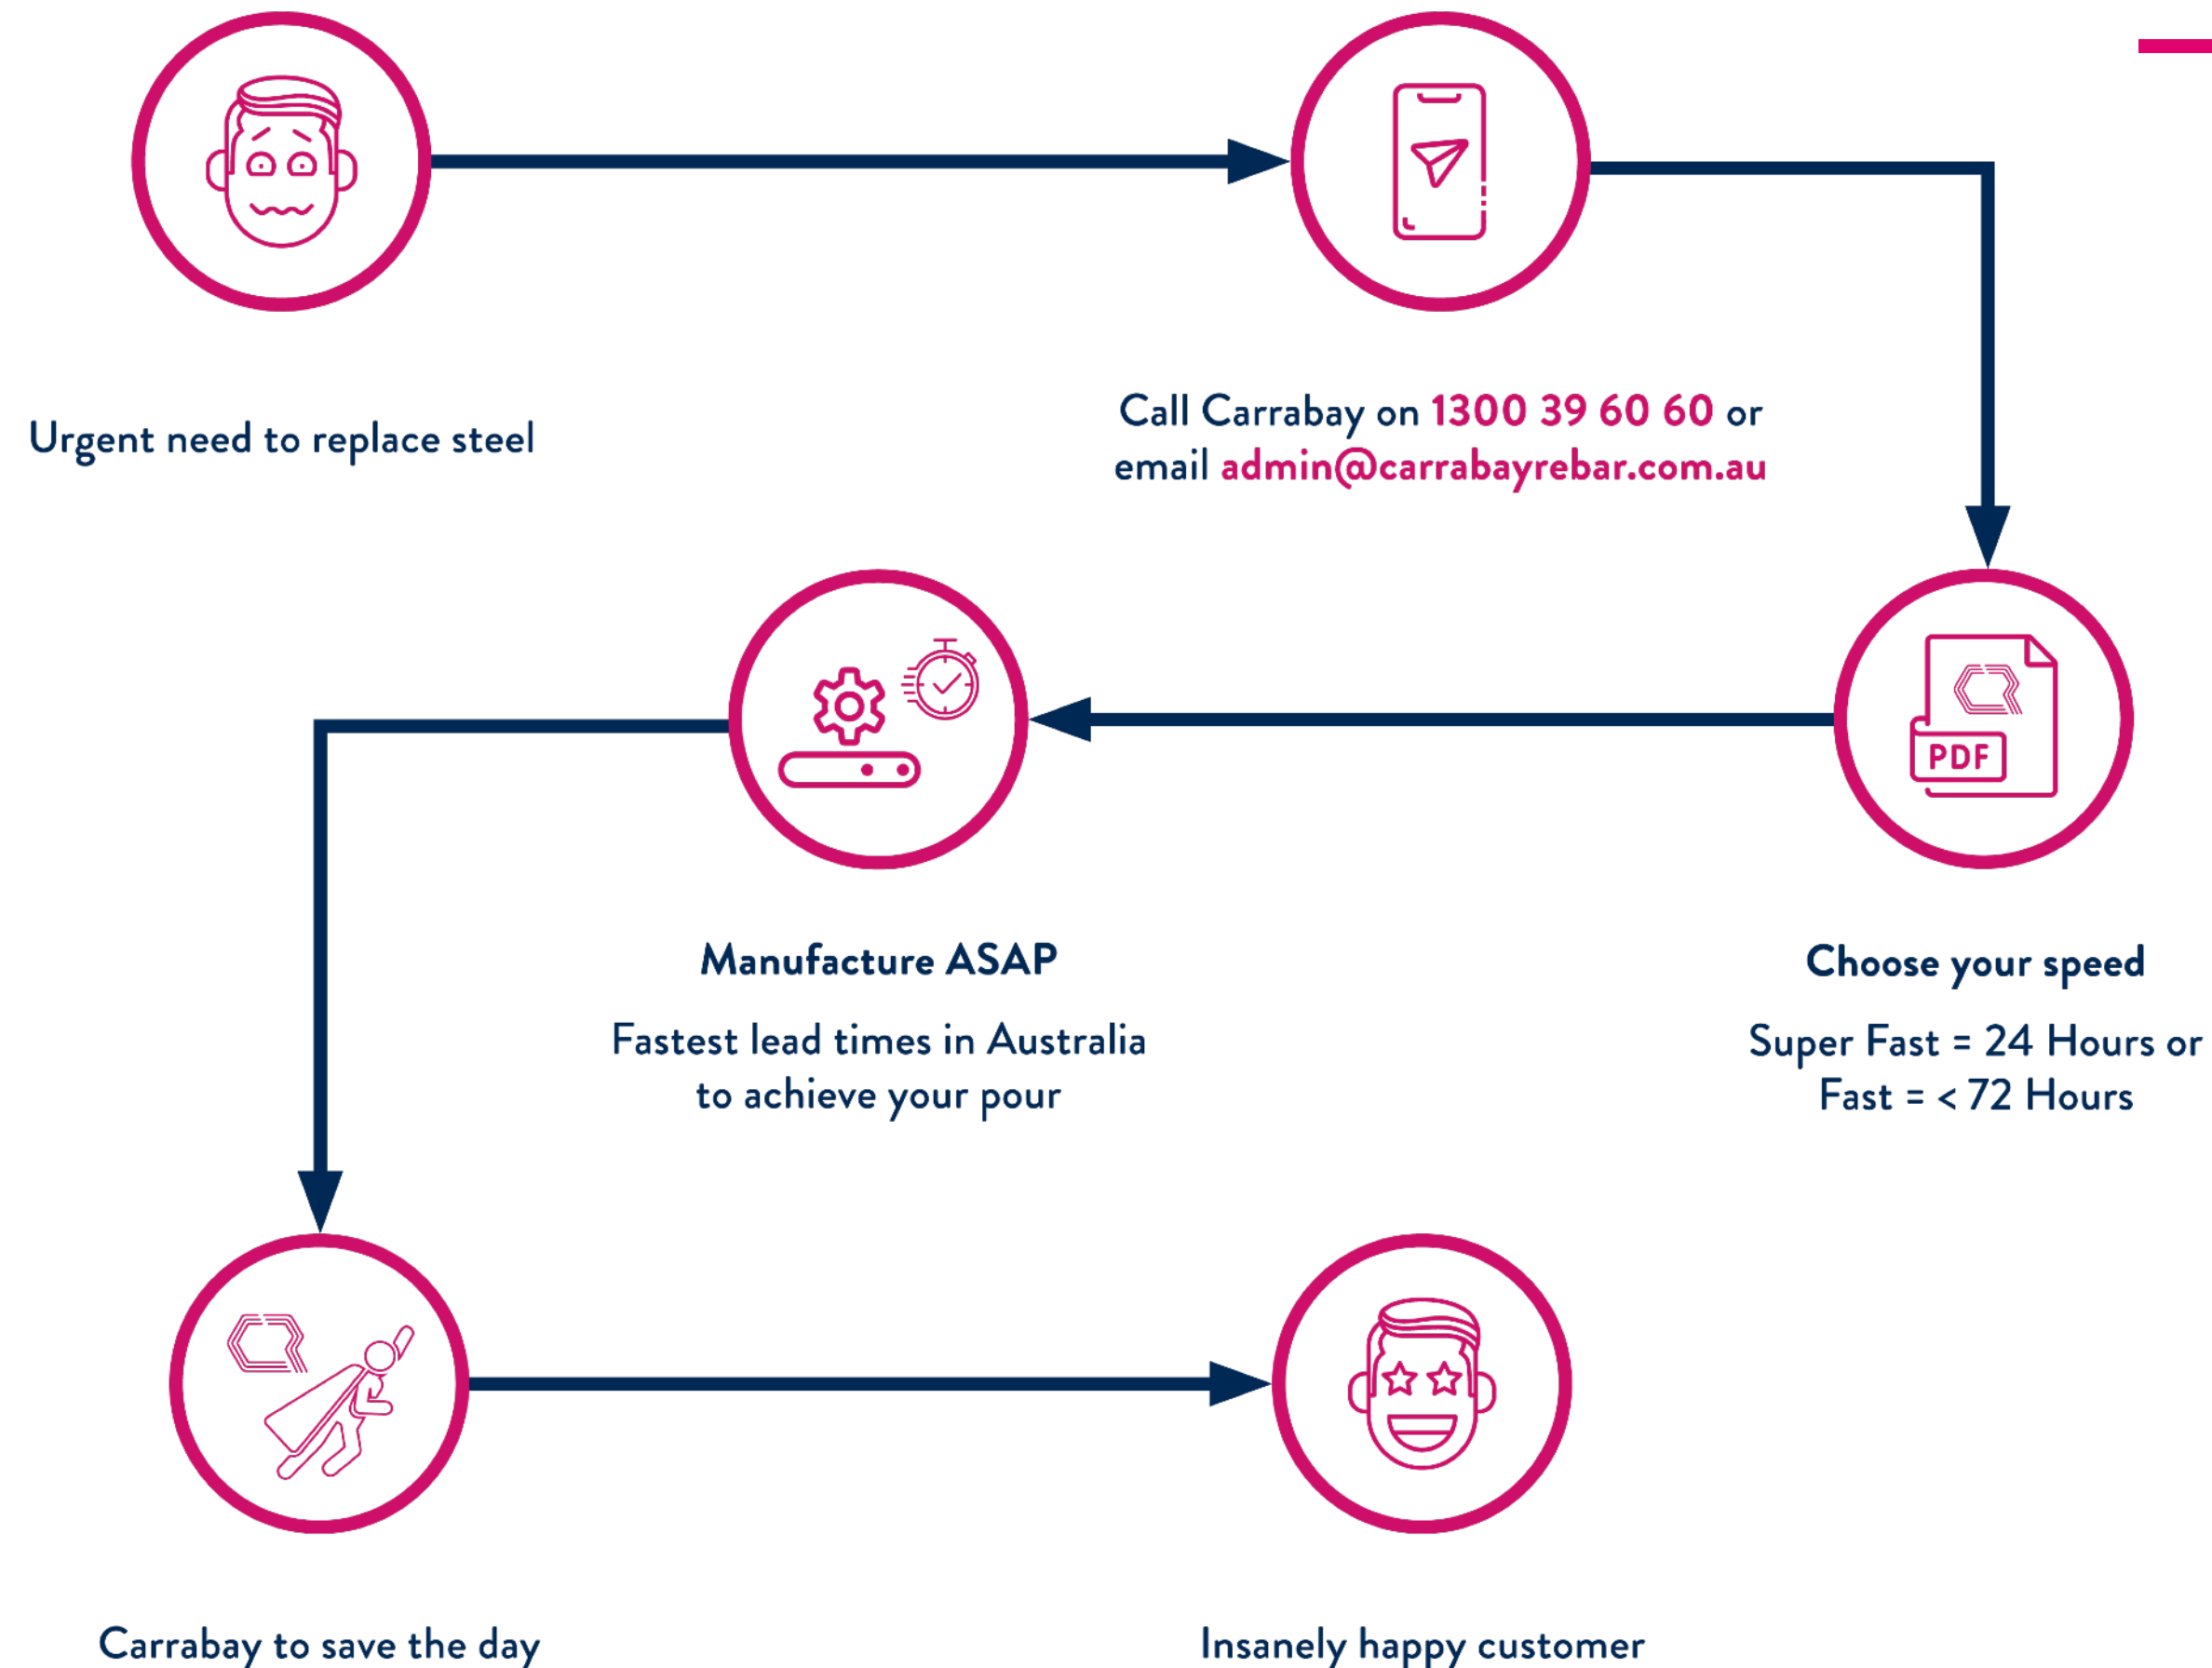 Urgent need to replace steel
Call Carrabay on 1300 39 60 60 or
email admin@carrabayrebar.com.au
PDF
Choose your speed
Super Fast = 24 Hours or
Fast = < 72 Hours
Manufacture ASAP
Fastest lead times in Australia
to achieve your pour
Carrabay to save the day
Insanely happy customer